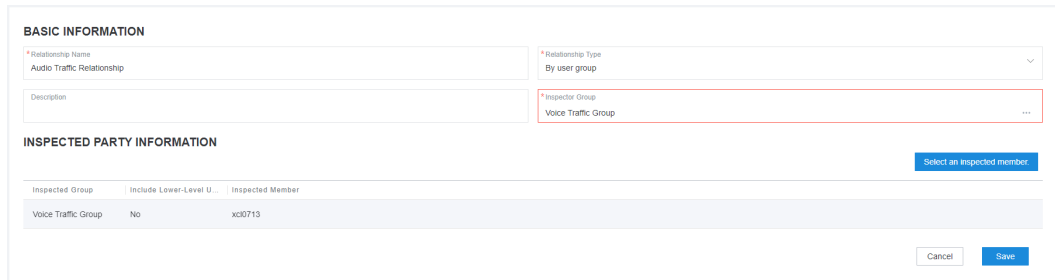 BASIC INFORMATION
* Relationship Name
Audio Traffic Relationship
* Relationship Type
By user group
Description
* Inspector Group
Voice Traffic Group
...
INSPECTED PARTY INFORMATION
Select an inspected member.
Inspected Group Include Lower-Level U... Inspected Member
Voice Traffic Group No xcl0713
Cancel Save